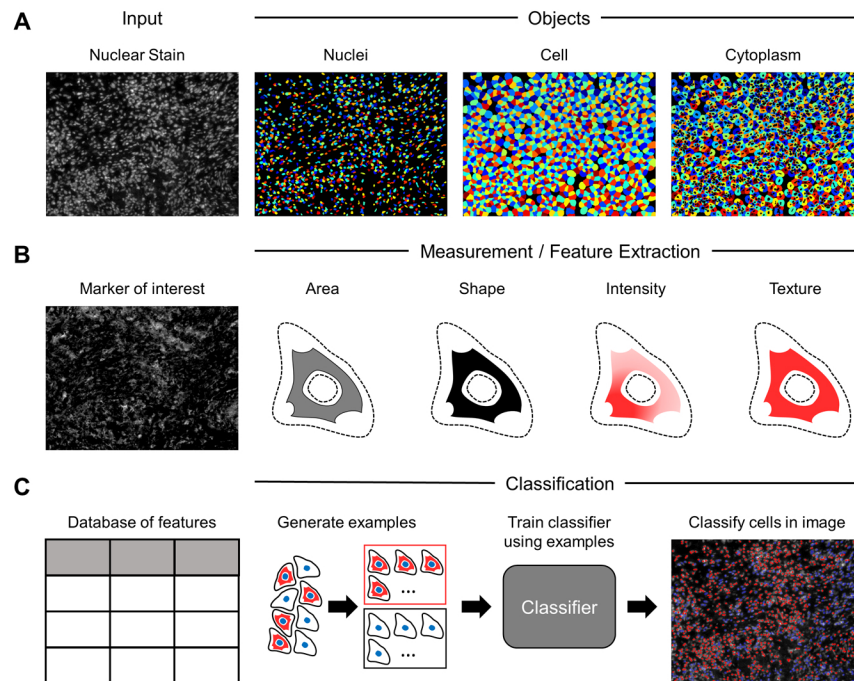 Input
Objects
A
Nuclear Stain
Nuclei
Cell
Cytoplasm
B
Measurement / Feature Extraction
Marker of interest
Area
Shape
Intensity
Texture
C
Classification
Database of features
Generate examples
Train classifier
using examples
Classify cells in image
...
Classifier
...